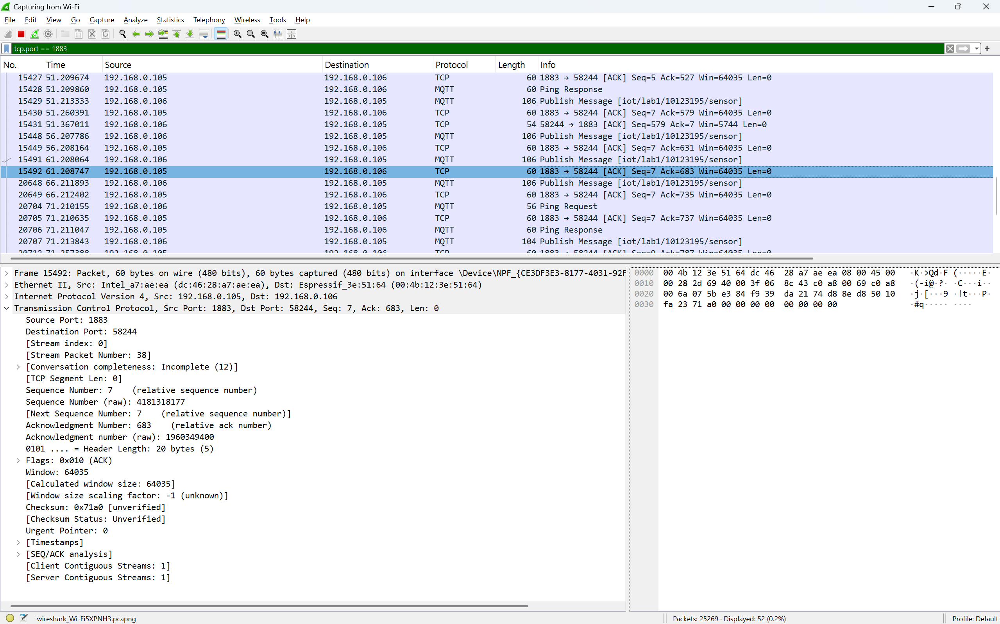 Capturing from Wi-Fi
File Edit View Go Capture Analyze Statistics Telephony Wireless Tools Help
tcp.port == 1883
No. Time Source Destination Protocol Length Info
15427 51.209674 192.168.0.105 192.168.0.106 TCP 60 1883 → 58244 [ACK] Seq=5 Ack=527 Win=64035 Len=0
15428 51.209860 192.168.0.105 192.168.0.106 MQTT 60 Ping Response
15429 51.213333 192.168.0.106 192.168.0.105 MQTT 106 Publish Message [iot/lab1/10123195/sensor]
15430 51.260391 192.168.0.105 192.168.0.106 TCP 60 1883 → 58244 [ACK] Seq=7 Ack=579 Win=64035 Len=0
15431 51.367011 192.168.0.106 192.168.0.105 TCP 54 58244 → 1883 [ACK] Seq=579 Ack=7 Win=5744 Len=0
15448 56.207786 192.168.0.106 192.168.0.105 MQTT 106 Publish Message [iot/lab1/10123195/sensor]
15449 56.208164 192.168.0.105 192.168.0.106 TCP 60 1883 → 58244 [ACK] Seq=7 Ack=631 Win=64035 Len=0
15491 61.208064 192.168.0.106 192.168.0.105 MQTT 106 Publish Message [iot/lab1/10123195/sensor]
15492 61.208747 192.168.0.105 192.168.0.106 TCP 60 1883 → 58244 [ACK] Seq=7 Ack=683 Win=64035 Len=0
20648 66.211893 192.168.0.106 192.168.0.105 MQTT 106 Publish Message [iot/lab1/10123195/sensor]
20649 66.212402 192.168.0.105 192.168.0.106 TCP 60 1883 → 58244 [ACK] Seq=7 Ack=735 Win=64035 Len=0
20704 71.210155 192.168.0.106 192.168.0.105 MQTT 56 Ping Request
20705 71.210635 192.168.0.105 192.168.0.106 TCP 60 1883 → 58244 [ACK] Seq=7 Ack=737 Win=64035 Len=0
20706 71.211047 192.168.0.105 192.168.0.106 MQTT 60 Ping Response
20707 71.213843 192.168.0.106 192.168.0.105 MQTT 104 Publish Message [iot/lab1/10123195/sensor]
20712 71.257388 192.168.0.105 192.168.0.106 TCP 60 1883 → 58244 [ACK] Seq=9 Ack=787 Win=64035 Len=0
Frame 15492: Packet, 60 bytes on wire (480 bits), 60 bytes captured (480 bits) on interface \Device\NPF_{CE3DF3E3-8177-4031-92F
Ethernet II, Src: Intel_a7:ae:ea (dc:46:28:a7:ae:ea), Dst: Espressif_3e:51:64 (00:4b:12:3e:51:64)
Internet Protocol Version 4, Src: 192.168.0.105, Dst: 192.168.0.106
Transmission Control Protocol, Src Port: 1883, Dst Port: 58244, Seq: 7, Ack: 683, Len: 0
Source Port: 1883
Destination Port: 58244
[Stream index: 0]
[Stream Packet Number: 38]
[Conversation completeness: Incomplete (12)]
[TCP Segment Len: 0]
Sequence Number: 7 (relative sequence number)
Sequence Number (raw): 4181318177
[Next Sequence Number: 7 (relative sequence number)]
Acknowledgment Number: 683 (relative ack number)
Acknowledgment number (raw): 1960349400
0101 .... = Header Length: 20 bytes (5)
Flags: 0x010 (ACK)
Window: 64035
[Calculated window size: 64035]
[Window size scaling factor: -1 (unknown)]
Checksum: 0x71a0 [unverified]
[Checksum Status: Unverified]
Urgent Pointer: 0
[Timestamps]
[SEQ/ACK analysis]
[Client Contiguous Streams: 1]
[Server Contiguous Streams: 1]
0000 00 4b 12 3e 51 64 dc 46 28 a7 ae ea 08 00 45 00 ·K·>Qd·F (·····E·
0010 00 28 2d 69 40 00 3f 06 8c 43 c0 a8 00 69 c0 a8 ·(-i@·?· ·C···i··
0020 00 6a 07 5b e3 84 f9 39 da 21 74 d8 8e d8 50 10 ·j·[···9 ·!t···P·
0030 fa 23 71 a0 00 00 00 00 00 00 00 00 ·#q····· ····
wireshark_Wi-Fi5XPNH3.pcapng
Packets: 25269 · Displayed: 52 (0.2%)
Profile: Default